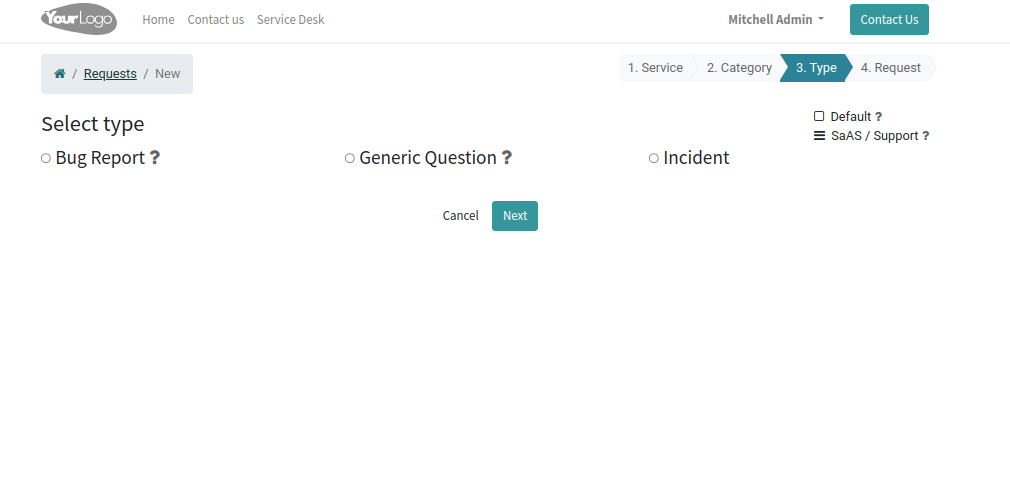 YourLogo Home Contact us Service Desk Mitchell Admin Contact Us
/ Requests / New 1. Service 2. Category 3. Type 4. Request
Default ?
Select type
SaAS / Support ?
Bug Report ? Generic Question ? Incident
Cancel Next